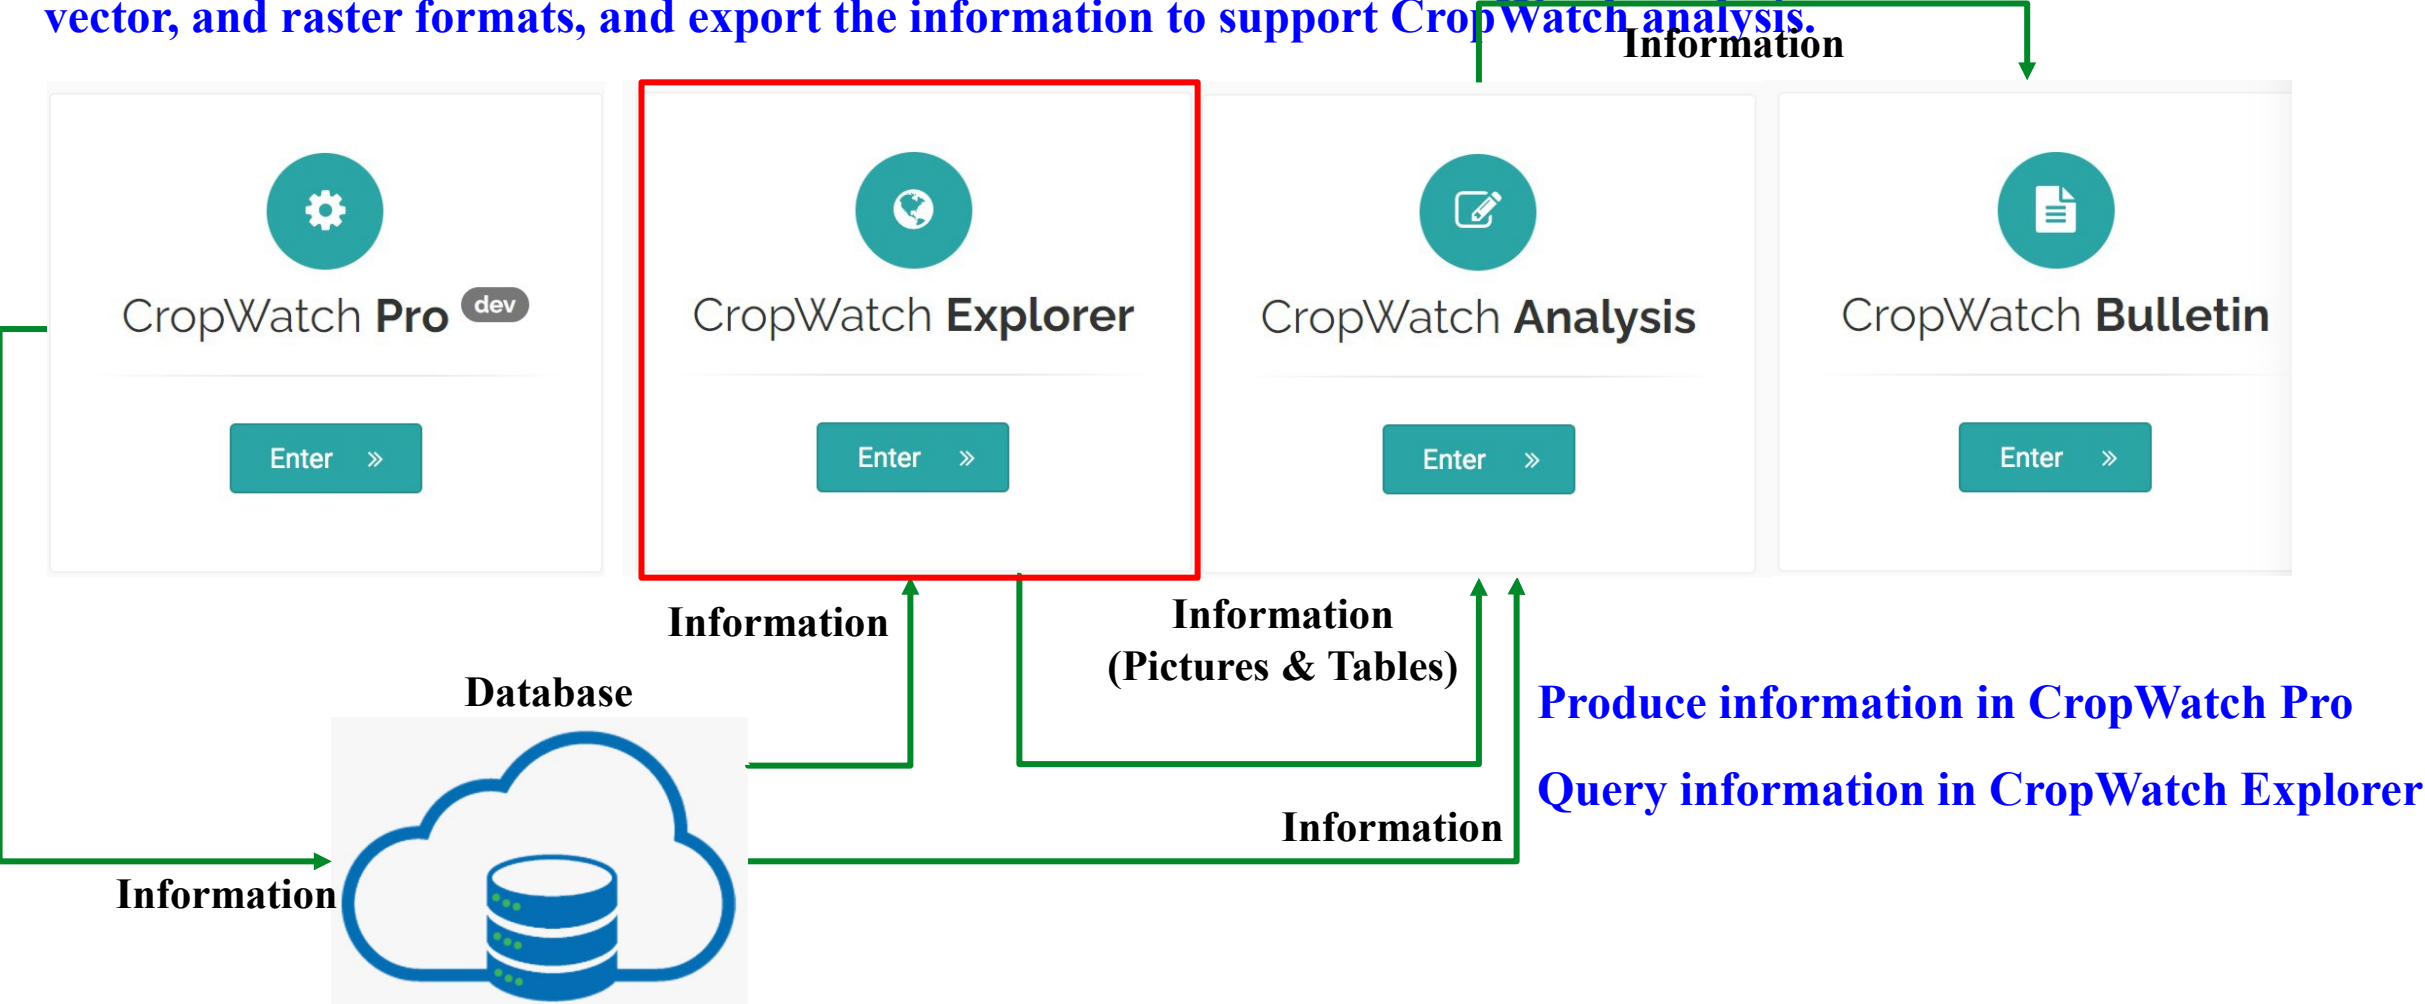 vector, and raster formats, and export the information to support CropWatch analysis.
Information
CropWatch Pro dev
CropWatch Explorer
CropWatch Analysis
CropWatch Bulletin
Enter »
Enter »
Enter »
Enter »
Information
Information
(Pictures & Tables)
Database
Produce information in CropWatch Pro
Query information in CropWatch Explorer
Information
Information